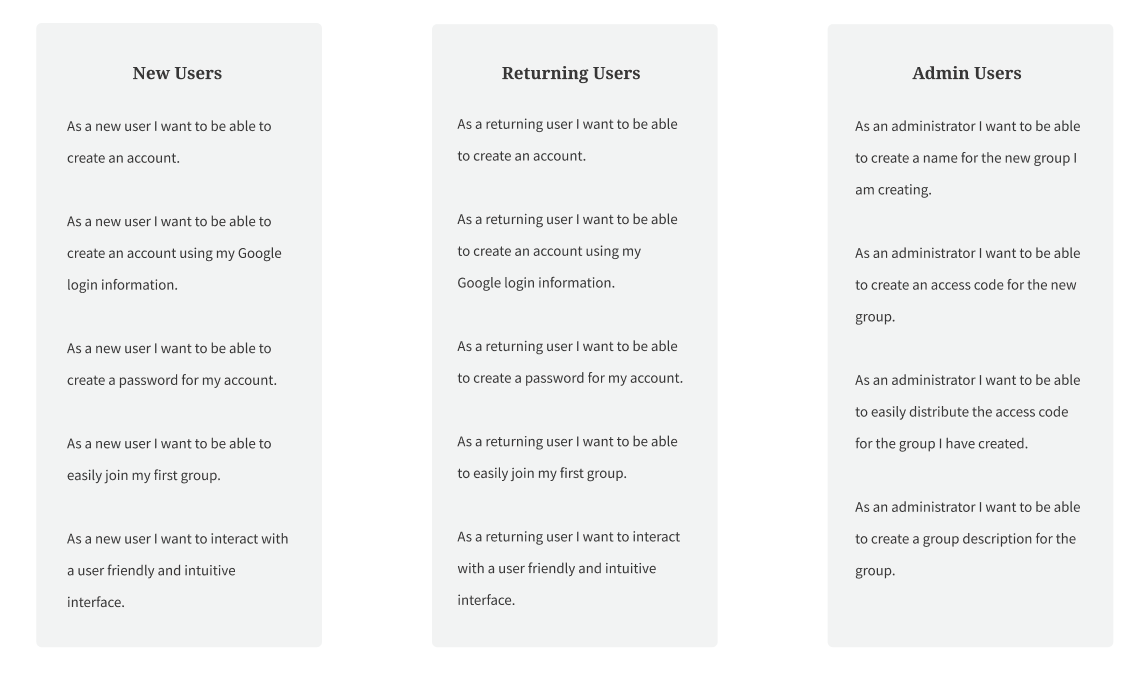 New Users
As a new user I want to be able to
create an account.
As a new user I want to be able to
create an account using my Google
login information.
As a new user I want to be able to
create a password for my account.
As a new user I want to be able to
easily join my first group.
As a new user I want to interact with
a user friendly and intuitive
interface.
Returning Users
As a returning user I want to be able
to create an account.
As a returning user I want to be able
to create an account using my
Google login information.
As a returning user I want to be able
to create a password for my account.
As a returning user I want to be able
to easily join my first group.
As a returning user I want to interact
with a user friendly and intuitive
interface.
Admin Users
As an administrator I want to be able
to create a name for the new group I
am creating.
As an administrator I want to be able
to create an access code for the new
group.
As an administrator I want to be able
to easily distribute the access code
for the group I have created.
As an administrator I want to be able
to create a group description for the
group.